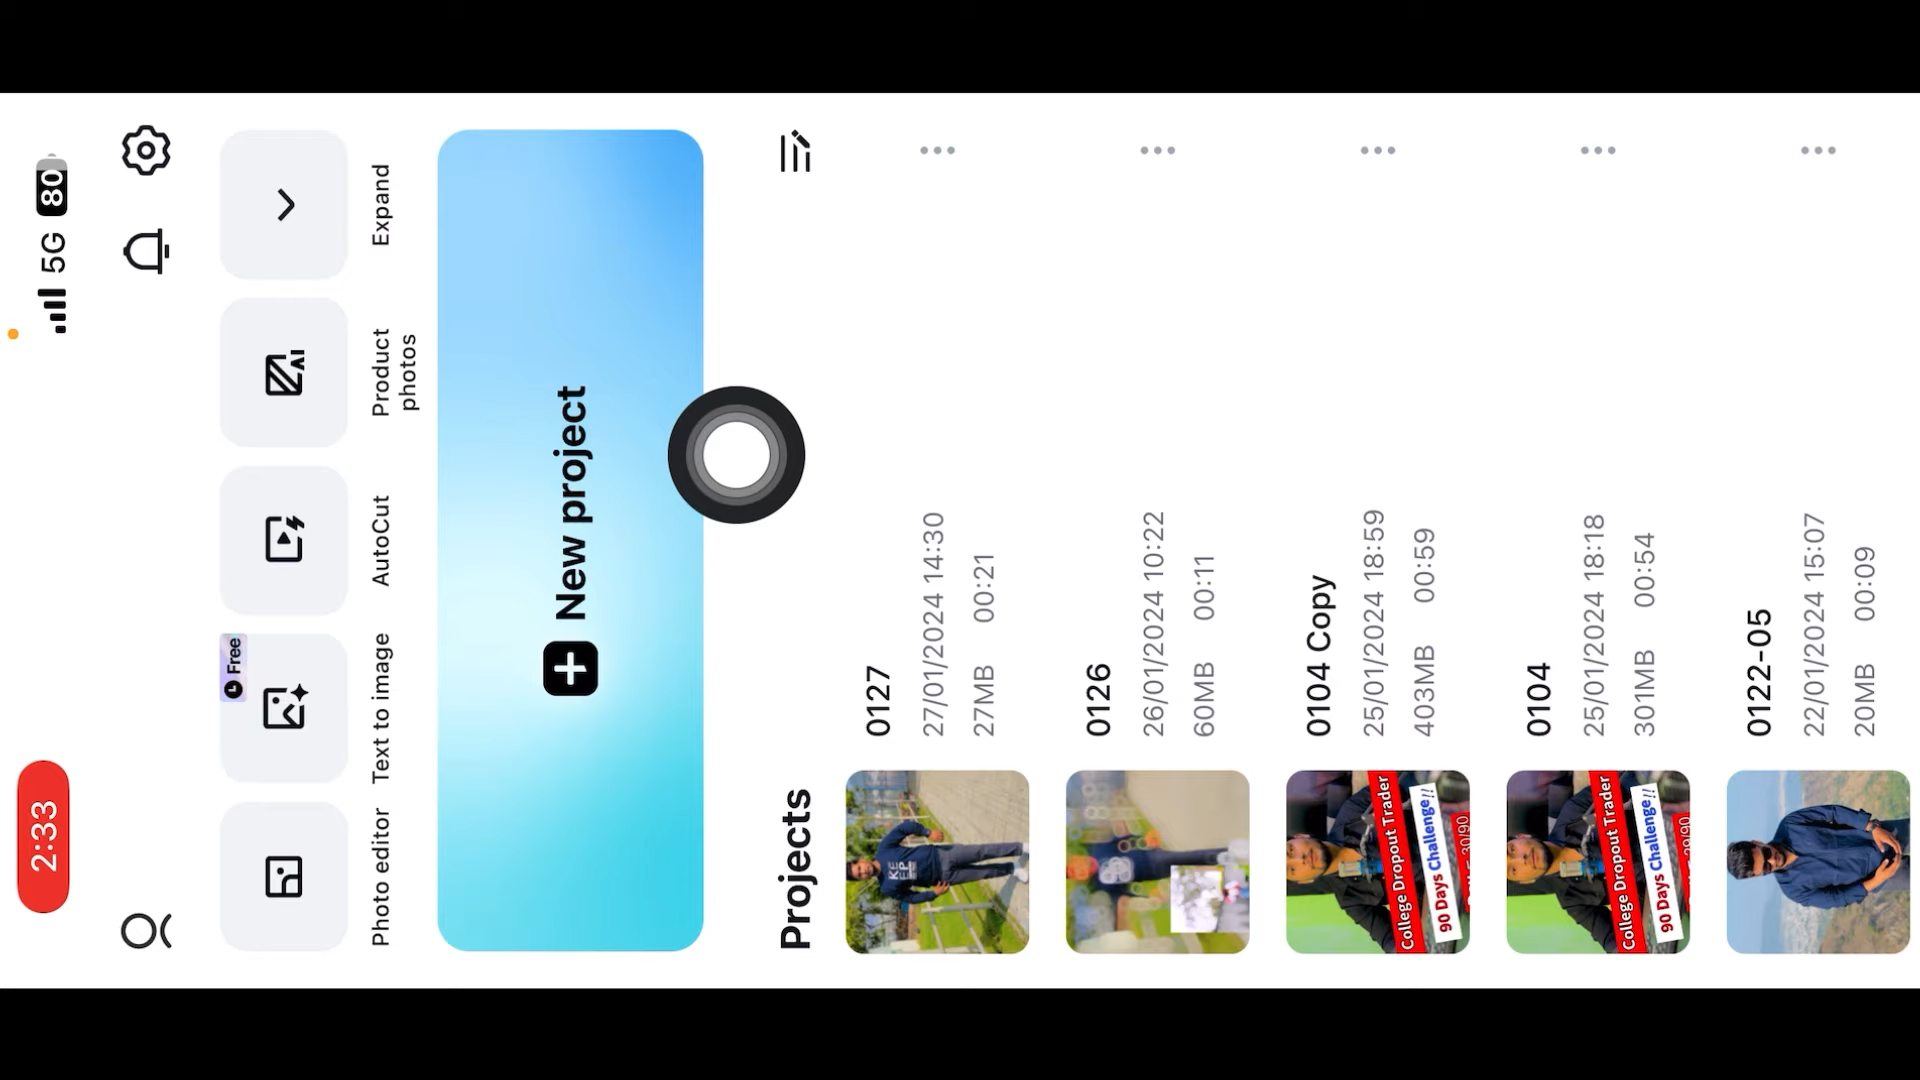 2:33
5G 80
Free
Photo editor
Text to image
AutoCut
Product
photos
Expand
New project
Projects
0127
27/01/2024 14:30
27MB 00:21
0126
26/01/2024 10:22
60MB 00:11
0104 Copy
25/01/2024 18:59
403MB 00:59
College Dropout Trader
90 Days Challenge!!
0104
25/01/2024 18:18
301MB 00:54
College Dropout Trader
90 Days Challenge!!
0122-05
22/01/2024 15:07
20MB 00:09